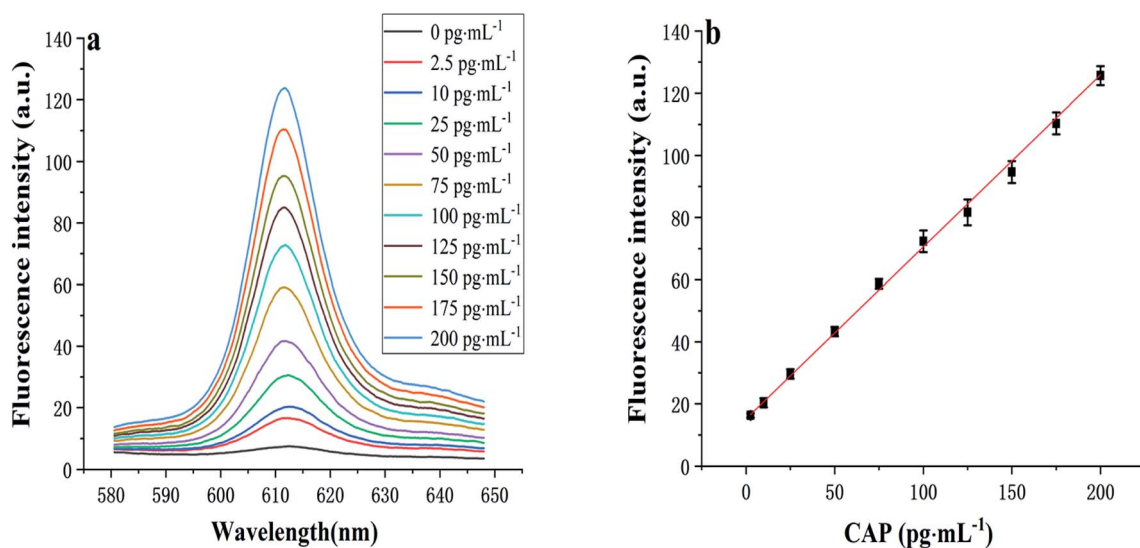 a
0 pg·mL⁻¹
2.5 pg·mL⁻¹
10 pg·mL⁻¹
25 pg·mL⁻¹
50 pg·mL⁻¹
75 pg·mL⁻¹
100 pg·mL⁻¹
125 pg·mL⁻¹
150 pg·mL⁻¹
175 pg·mL⁻¹
200 pg·mL⁻¹
Fluorescence intensity (a.u.)
140
120
100
80
60
40
20
0
580 590 600 610 620 630 640 650
Wavelength(nm)
b
Fluorescence intensity (a.u.)
140
120
100
80
60
40
20
0
0 50 100 150 200
CAP (pg·mL⁻¹)